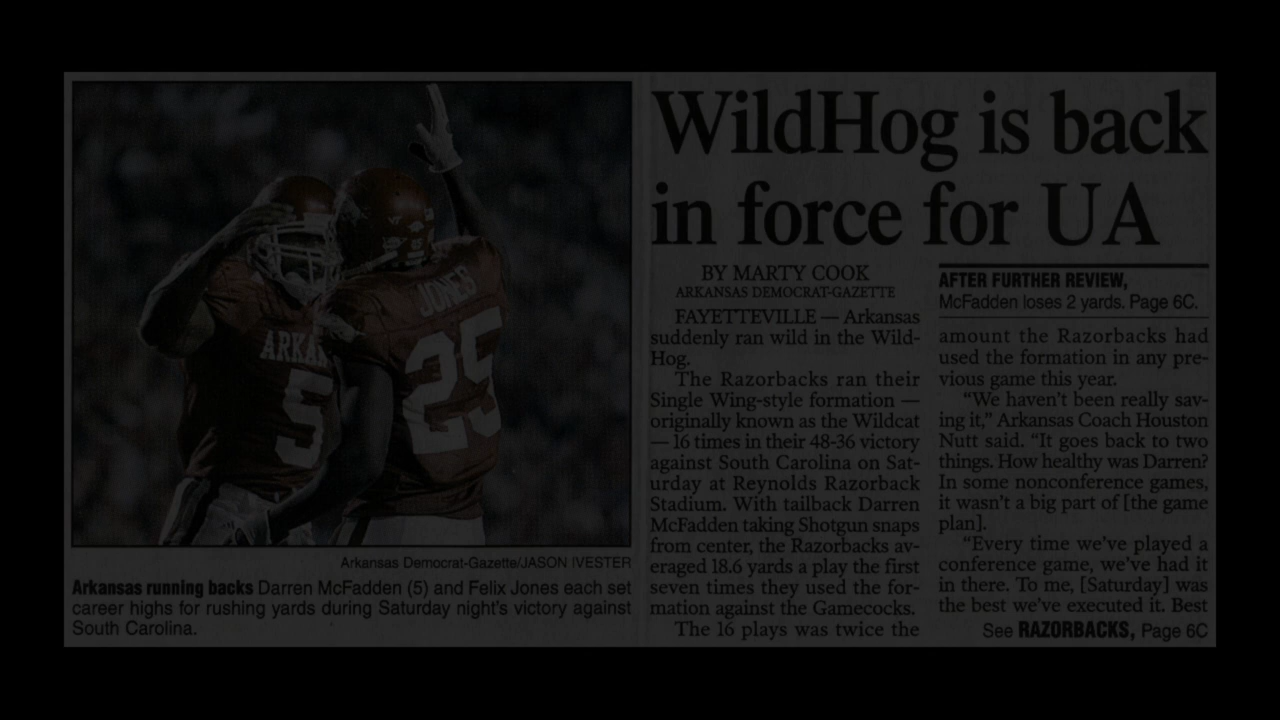 JONES
25
ARKAN
5
Arkansas Democrat-Gazette/JASON IVESTER
Arkansas running backs Darren McFadden (5) and Felix Jones each set
career highs for rushing yards during Saturday night's victory against
South Carolina.
WildHog is back
in force for UA
BY MARTY COOK
ARKANSAS DEMOCRAT-GAZETTE
FAYETTEVILLE — Arkansas
suddenly ran wild in the Wild-
Hog.
The Razorbacks ran their
Single Wing-style formation —
originally known as the Wildcat
— 16 times in their 48-36 victory
against South Carolina on Sat-
urday at Reynolds Razorback
Stadium. With tailback Darren
McFadden taking Shotgun snaps
from center, the Razorbacks av-
eraged 18.6 yards a play the first
seven times they used the for-
mation against the Gamecocks.
The 16 plays was twice the
AFTER FURTHER REVIEW,
McFadden loses 2 yards. Page 6C.
amount the Razorbacks had
used the formation in any pre-
vious game this year.
“We haven't been really sav-
ing it,” Arkansas Coach Houston
Nutt said. “It goes back to two
things. How healthy was Darren?
In some nonconference games,
it wasn't a big part of [the game
plan].
“Every time we've played a
conference game, we've had it
in there. To me, [Saturday] was
the best we've executed it. Best
See RAZORBACKS, Page 6C